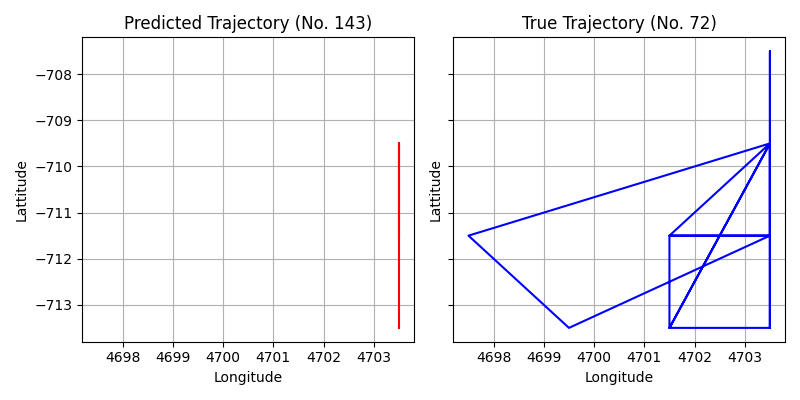 Predicted Trajectory (No. 143)
True Trajectory (No. 72)
−708
−709
−710
−711
−712
−713
Lattitude
Lattitude
4698 4699 4700 4701 4702 4703
4698 4699 4700 4701 4702 4703
Longitude
Longitude